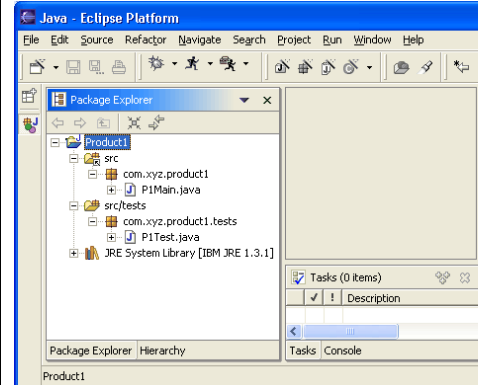 Java - Eclipse Platform
File Edit Source Refactor Navigate Search Project Run Window Help
Package Explorer
Product1
src
com.xyz.product1
P1Main.java
src/tests
com.xyz.product1.tests
P1Test.java
JRE System Library [IBM JRE 1.3.1]
Package Explorer Hierarchy
Tasks (0 items)
✓ ! Description
Tasks Console
Product1